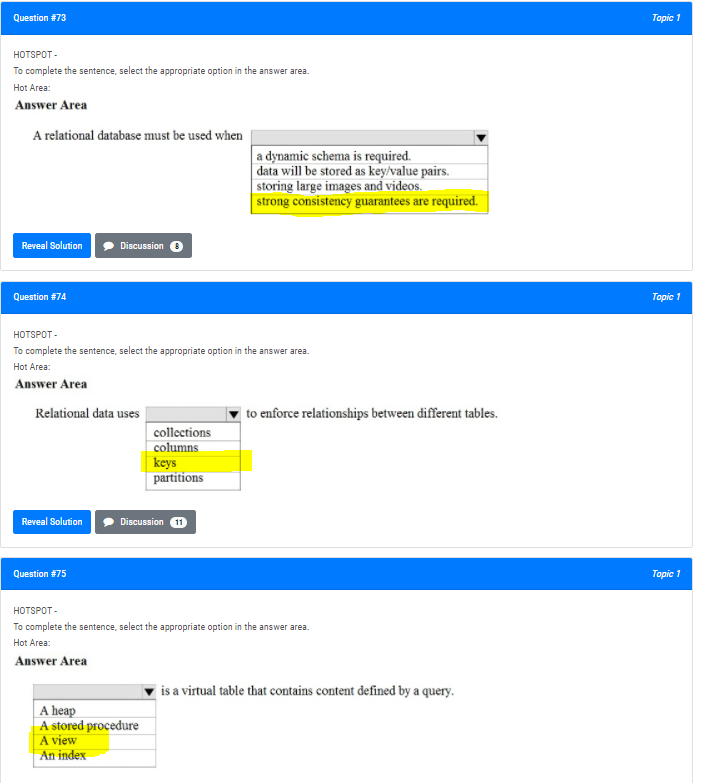 Question #73 Topic 1
HOTSPOT -
To complete the sentence, select the appropriate option in the answer area.
Hot Area:
Answer Area
A relational database must be used when
a dynamic schema is required.
data will be stored as key/value pairs.
storing large images and videos.
strong consistency guarantees are required.
Reveal Solution Discussion 8
Question #74 Topic 1
HOTSPOT -
To complete the sentence, select the appropriate option in the answer area.
Hot Area:
Answer Area
Relational data uses to enforce relationships between different tables.
collections
columns
keys
partitions
Reveal Solution Discussion 11
Question #75 Topic 1
HOTSPOT -
To complete the sentence, select the appropriate option in the answer area.
Hot Area:
Answer Area
is a virtual table that contains content defined by a query.
A heap
A stored procedure
A view
An index